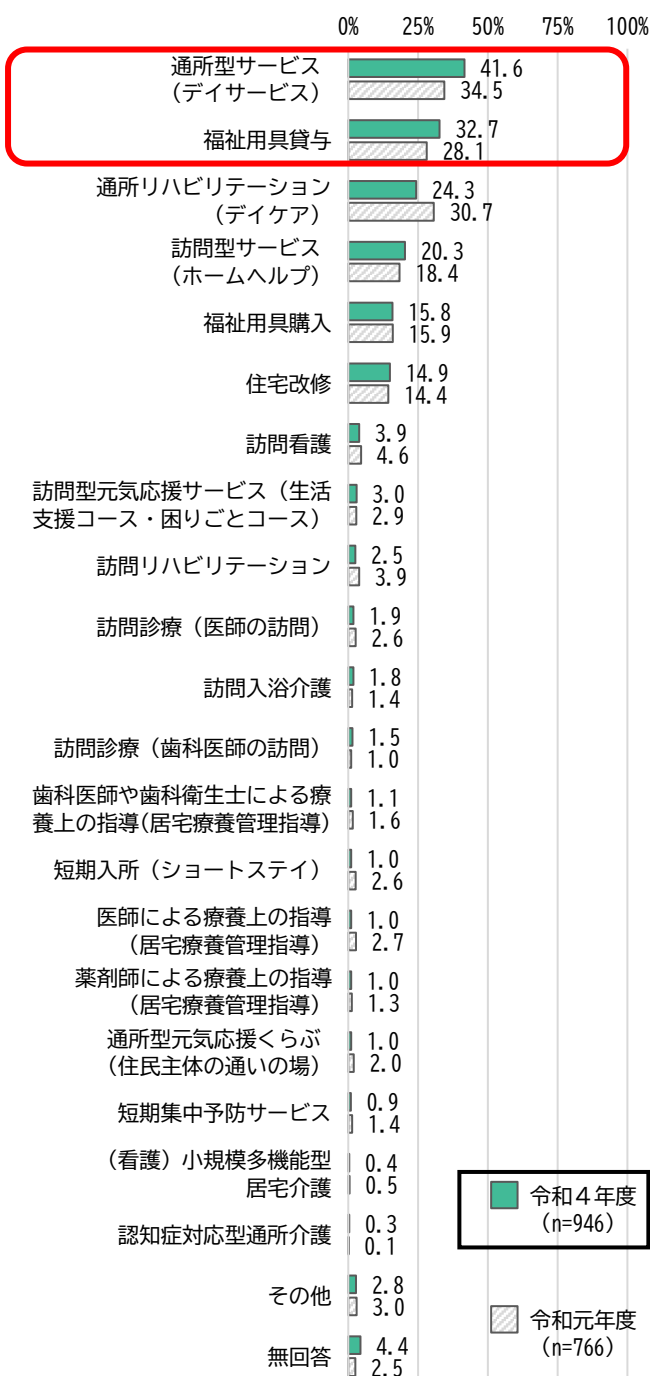 0% 25% 50% 75% 100%
通所型サービス
（デイサービス）
41.6
34.5
福祉用具貸与
32.7
28.1
通所リハビリテーション
（デイケア）
24.3
30.7
訪問型サービス
（ホームヘルプ）
20.3
18.4
福祉用具購入
15.8
15.9
住宅改修
14.9
14.4
訪問看護
3.9
4.6
訪問型元気応援サービス（生活
支援コース・困りごとコース）
3.0
2.9
訪問リハビリテーション
2.5
3.9
訪問診療（医師の訪問）
1.9
2.6
訪問入浴介護
1.8
1.4
訪問診療（歯科医師の訪問）
1.5
1.0
歯科医師や歯科衛生士による療
養上の指導(居宅療養管理指導)
1.1
1.6
短期入所（ショートステイ）
1.0
2.6
医師による療養上の指導
（居宅療養管理指導）
1.0
2.7
薬剤師による療養上の指導
（居宅療養管理指導）
1.0
1.3
通所型元気応援くらぶ
（住民主体の通いの場）
1.0
2.0
短期集中予防サービス
0.9
1.4
（看護）小規模多機能型
居宅介護
0.4
0.5
認知症対応型通所介護
0.3
0.1
その他
2.8
3.0
無回答
4.4
2.5
令和４年度
（n=946）
令和元年度
（n=766）